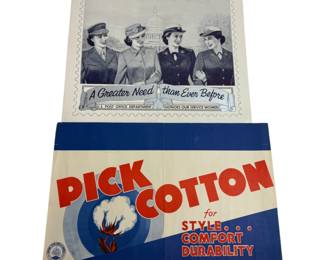 A Greater Need than Ever Before
U.S. POST OFFICE DEPARTMENT HONORS OUR SERVICE WOMEN
PICK
COTTON
for
STYLE...
COMFORT
DURABILITY